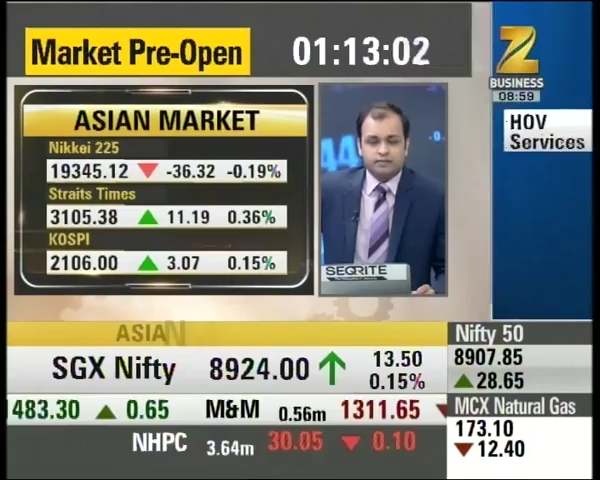 Market Pre-Open
01:13:02
Z
BUSINESS
08:59
ASIAN MARKET
Nikkei 225
19345.12 -36.32 -0.19%
Straits Times
3105.38 11.19 0.36%
KOSPI
2106.00 3.07 0.15%
44
-0.
SEQRITE
HOV
Services
ASIAN
SGX Nifty 8924.00 13.50
0.15%
Nifty 50
8907.85
28.65
1483.30 0.65 M&M 0.56m 1311.65
MCX Natural Gas
173.10
12.40
NHPC 3.64m 30.05 0.10